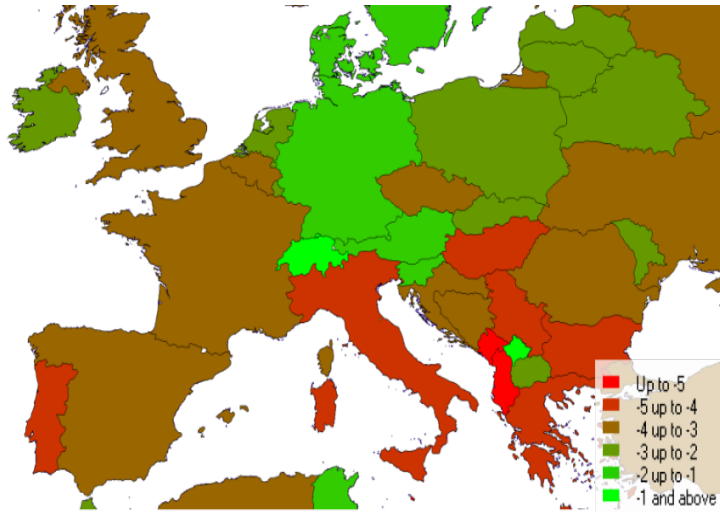 Up to -5
-5 up to -4
-4 up to -3
-3 up to -2
-2 up to -1
-1 and above